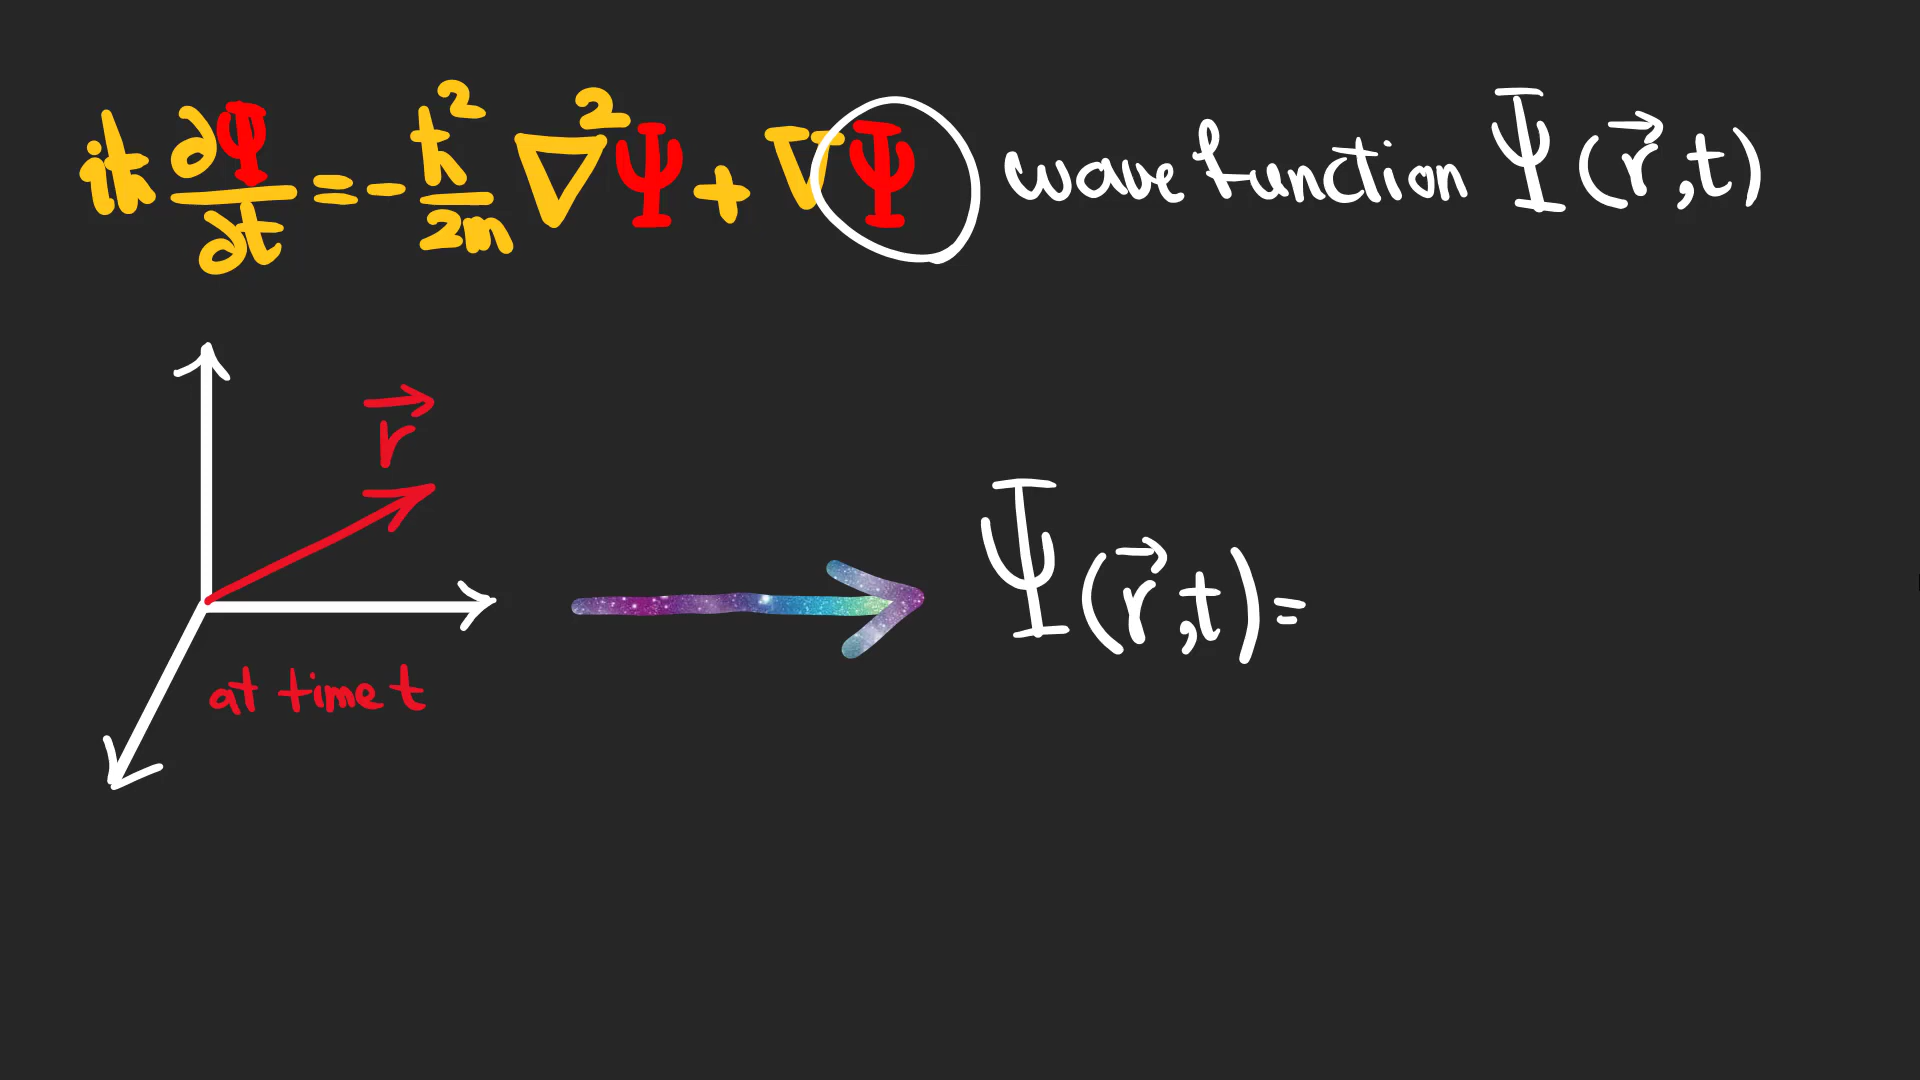 iħ ∂Ψ/∂t = - ħ²/2m ∇²Ψ + VΨ wave function Ψ(r⃗,t)
r⃗
Ψ(r⃗,t)=
at time t